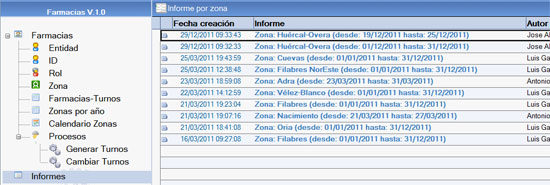 Farmacias V.1.0
Farmacias
Entidad
ID
Rol
Zona
Farmacias-Turnos
Zonas por año
Calendario Zonas
Procesos
Generar Turnos
Cambiar Turnos
Informes
Informe por zona
Fecha creación Informe Autor
29/12/2011 09:33:43 Zona: Huércal-Overa (desde: 19/12/2011 hasta: 25/12/2011) Jose Al
29/12/2011 09:32:33 Zona: Huércal-Overa (desde: 01/12/2011 hasta: 31/12/2011) Jose Al
25/03/2011 19:43:59 Zona: Cuevas (desde: 01/01/2011 hasta: 31/12/2011) Luis Ga
25/03/2011 12:38:48 Zona: Filabres NorEste (desde: 01/01/2011 hasta: 31/12/2011) Luis Ga
23/03/2011 18:59:08 Zona: Adra (desde: 23/03/2011 hasta: 31/03/2011) Antonio
22/03/2011 14:12:59 Zona: Vélez-Blanco (desde: 01/01/2011 hasta: 31/12/2011) Luis Ga
21/03/2011 19:23:04 Zona: Filabres (desde: 01/01/2011 hasta: 31/12/2011) Luis Ga
21/03/2011 19:07:16 Zona: Nacimiento (desde: 21/03/2011 hasta: 27/03/2011) Antonio
21/03/2011 18:41:08 Zona: Oria (desde: 01/01/2011 hasta: 31/12/2011) Luis Ga
16/03/2011 09:27:08 Zona: Filabres (desde: 01/01/2011 hasta: 31/12/2011) Luis Ga